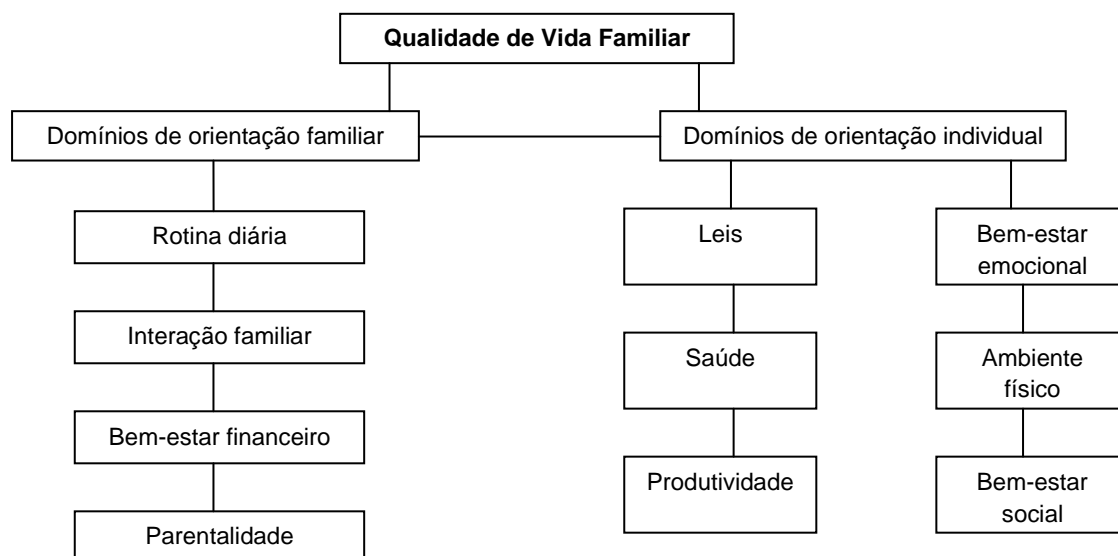 Qualidade de Vida Familiar
Domínios de orientação familiar
Domínios de orientação individual
Rotina diária
Interação familiar
Bem-estar financeiro
Parentalidade
Leis
Saúde
Produtividade
Bem-estar
emocional
Ambiente
físico
Bem-estar
social